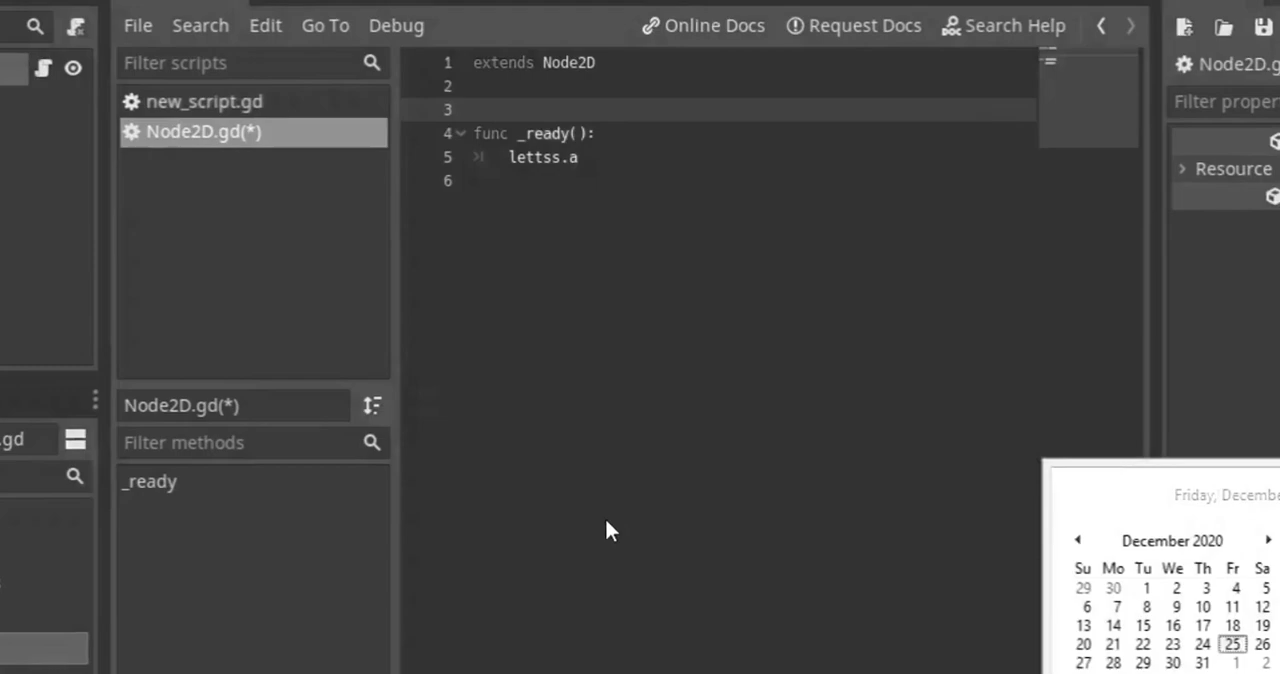 File Search Edit Go To Debug Online Docs Request Docs Search Help
Filter scripts
new_script.gd
Node2D.gd(*)
1 extends Node2D
2
3
4 func _ready():
5 lettss.a
6
Node2D.gd(*)
Filter methods
_ready
.gd
Node2D.g
Filter proper
Resource
Friday, Decembe
December 2020
Su Mo Tu We Th Fr Sa
29 30 1 2 3 4 5
6 7 8 9 10 11 12
13 14 15 16 17 18 19
20 21 22 23 24 25 26
27 28 29 30 31 1 2